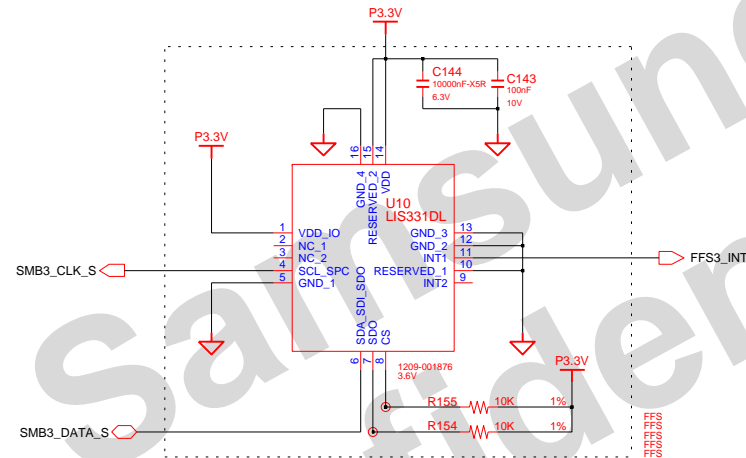 P3.3V
C144
10000nF-X5R
6.3V
C143
100nF
10V
P3.3V
16
15
14
GND_4
RESERVED_2
VDD
U10
LIS331DL
1
VDD_IO
2
NC_1
3
NC_2
4
SCL_SPC
5
GND_1
GND_3
13
GND_2
12
INT1
11
RESERVED_1
10
INT2
9
SMB3_CLK_S
FFS3_INT
SDA_SDI_SDO
SDO
CS
6
7
8
1209-001876
3.6V
P3.3V
R155
10K
1%
R154
10K
1%
SMB3_DATA_S
FFS
FFS
FFS
FFS
FFS
Samsung
fiden